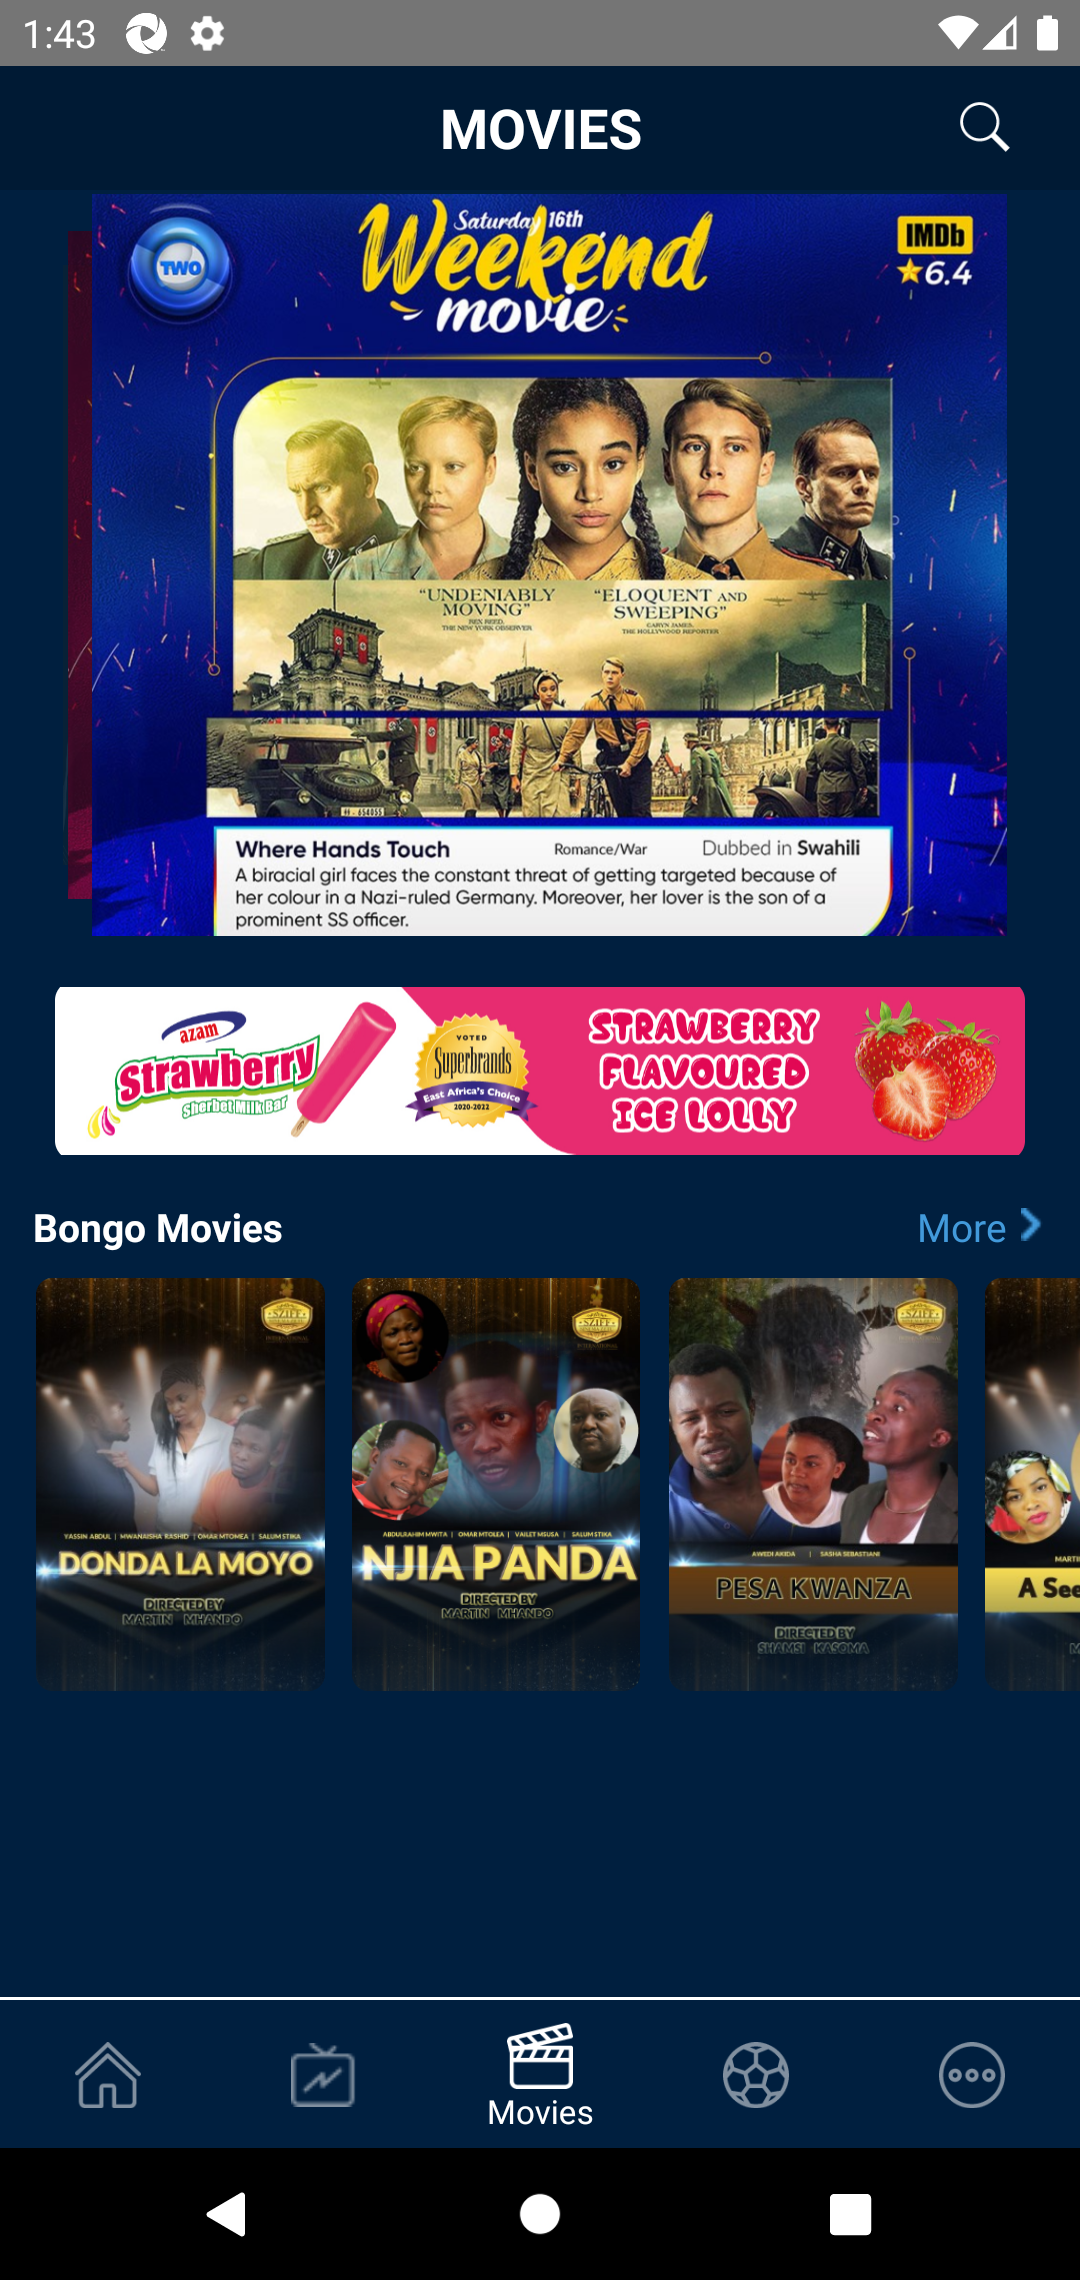 1:43
MOVIES
TWO
Saturday 16th
Weekend
movie
IMDb
6.4
"UNDENIABLY
MOVING"
REX REED,
THE NEW YORK OBSERVER
"ELOQUENT AND
SWEEPING"
CARYN JAMES,
THE HOLLYWOOD REPORTER
Where Hands Touch
Romance/War
Dubbed in Swahili
A biracial girl faces the constant threat of getting targeted because of
her colour in a Nazi-ruled Germany. Moreover, her lover is the son of a
prominent SS officer.
azam
Strawberry
Sherbet Milk Bar
VOTED
Superbrands
East Africa's Choice
2020-2022
STRAWBERRY
FLAVOURED
ICE LOLLY
Bongo Movies
More
SZIFF
YASSIN ABDUL | MWANAISHA RASHID | OMAR MTOMEA | SALUM STIKA
DONDA LA MOYO
DIRECTED BY
MARTIN MHANDO
SZIFF
ABDULRAHIM MWITA | OMAR MTOLEA | VAILET MSUSA | SALUM STIKA
NJIA PANDA
DIRECTED BY
MARTIN MHANDO
SZIFF
AWEDI AKIDA | SASHA SEBASTIANI
PESA KWANZA
DIRECTED BY
SHAMSI KASOMA
MARTI
A See
Movies